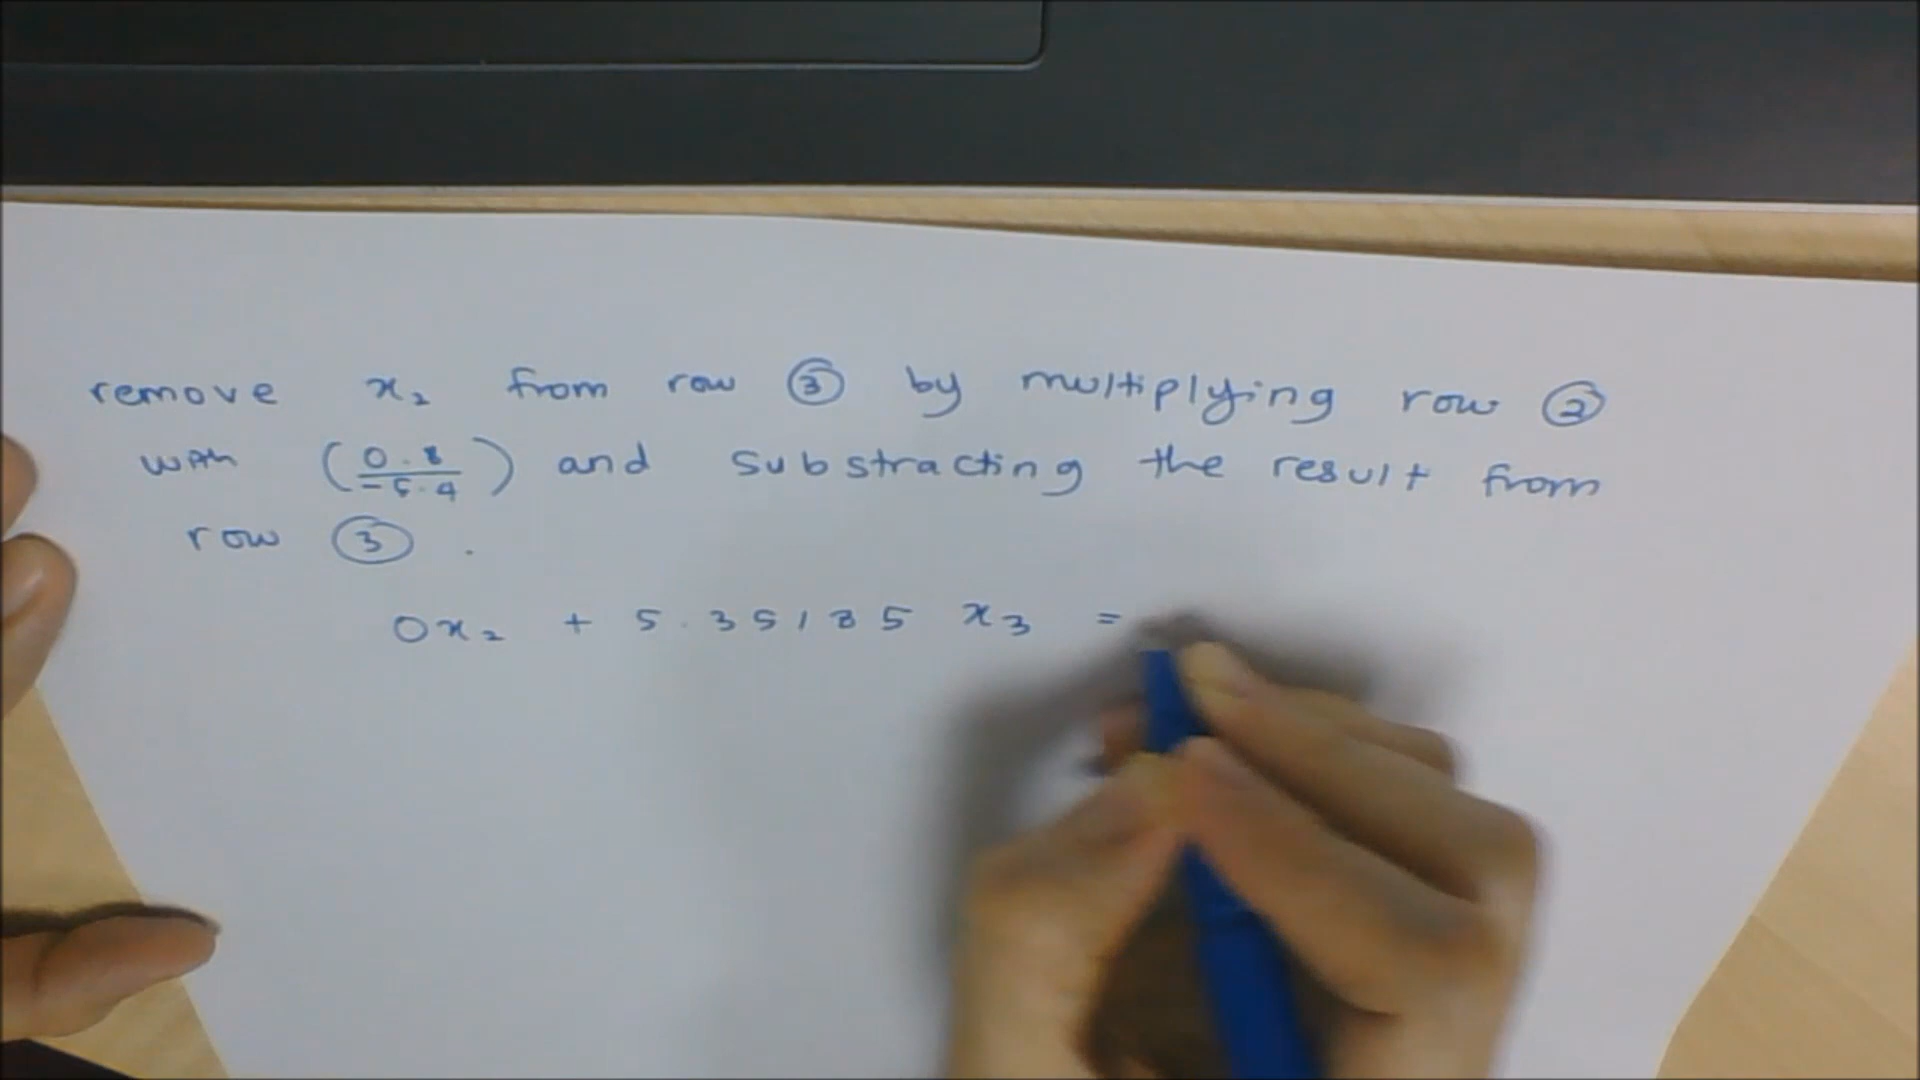 remove x₂ from row ③ by multiplying row ②
with (0.8/-5.4) and substracting the result from
row ③ .
0x₂ + 5.35185 x₃ =